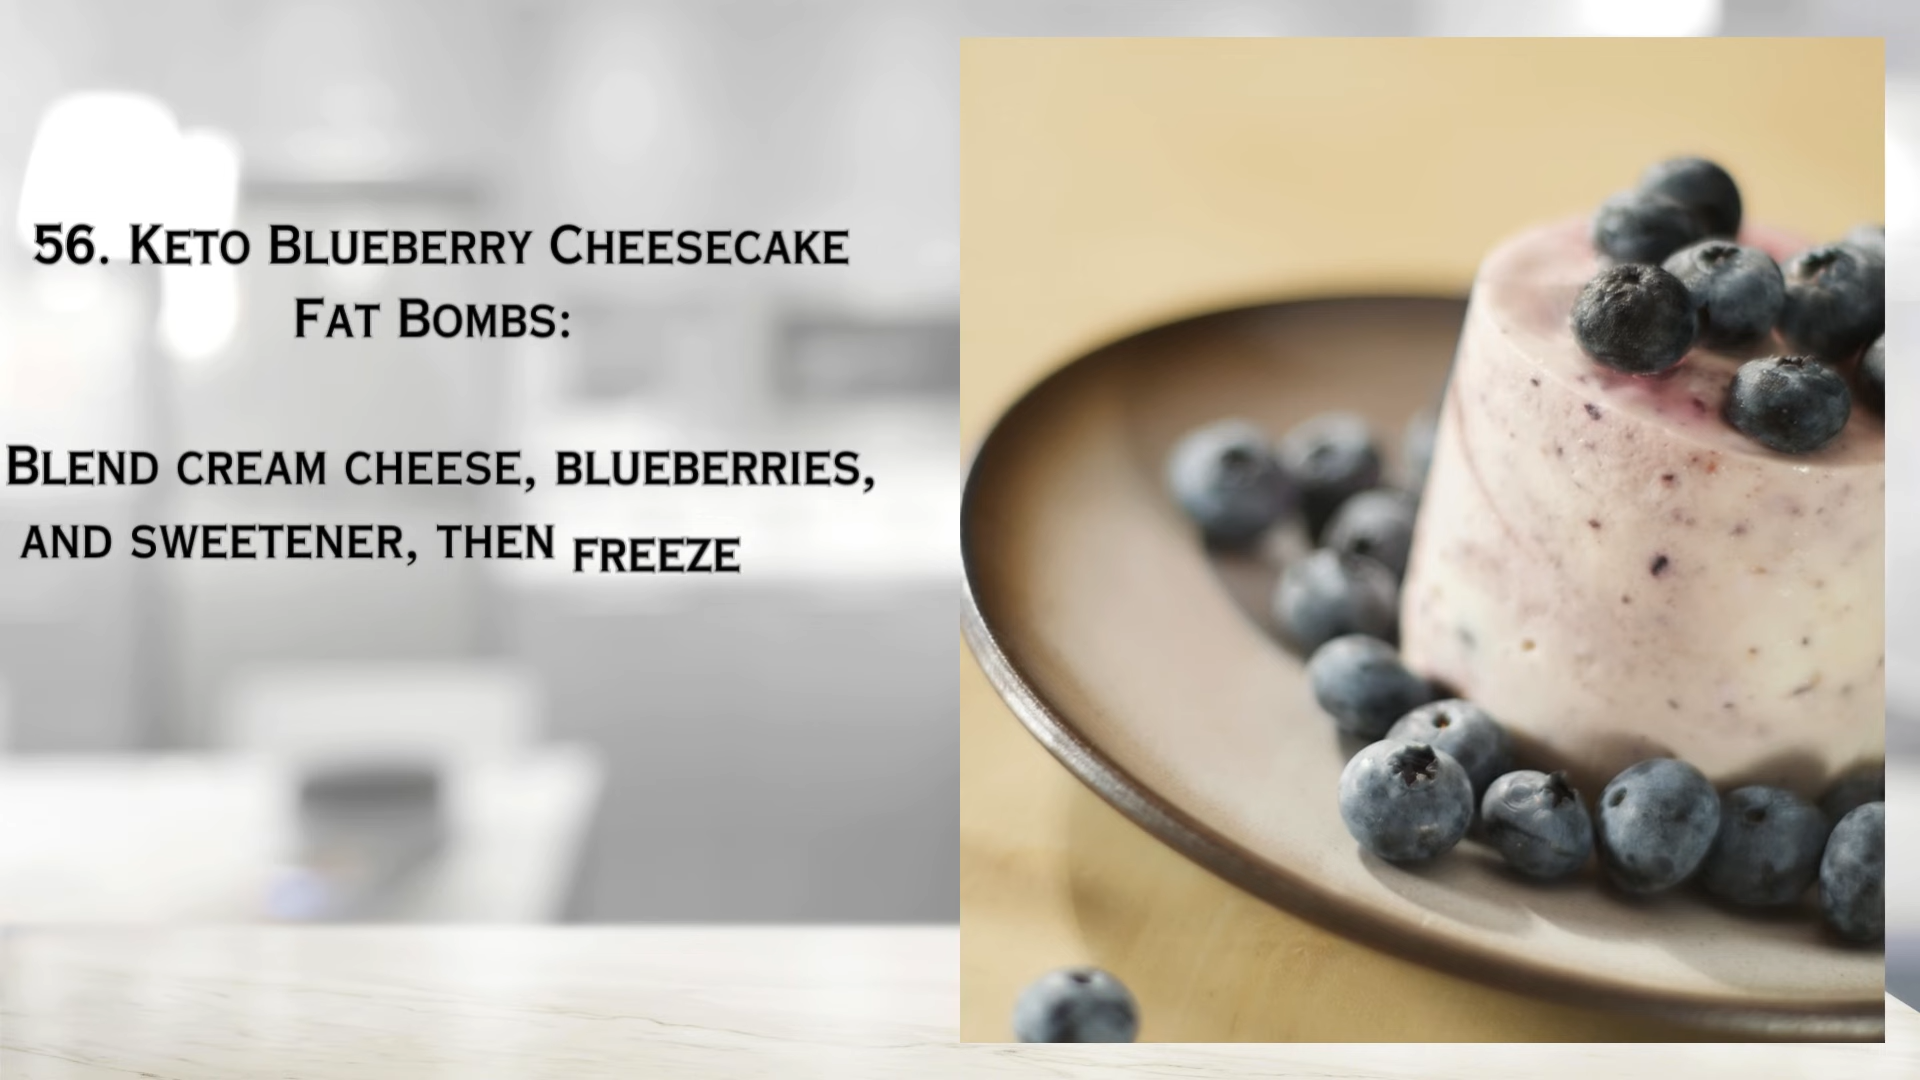 56. Keto Blueberry Cheesecake
Fat Bombs:
Blend cream cheese, blueberries,
and sweetener, then freeze